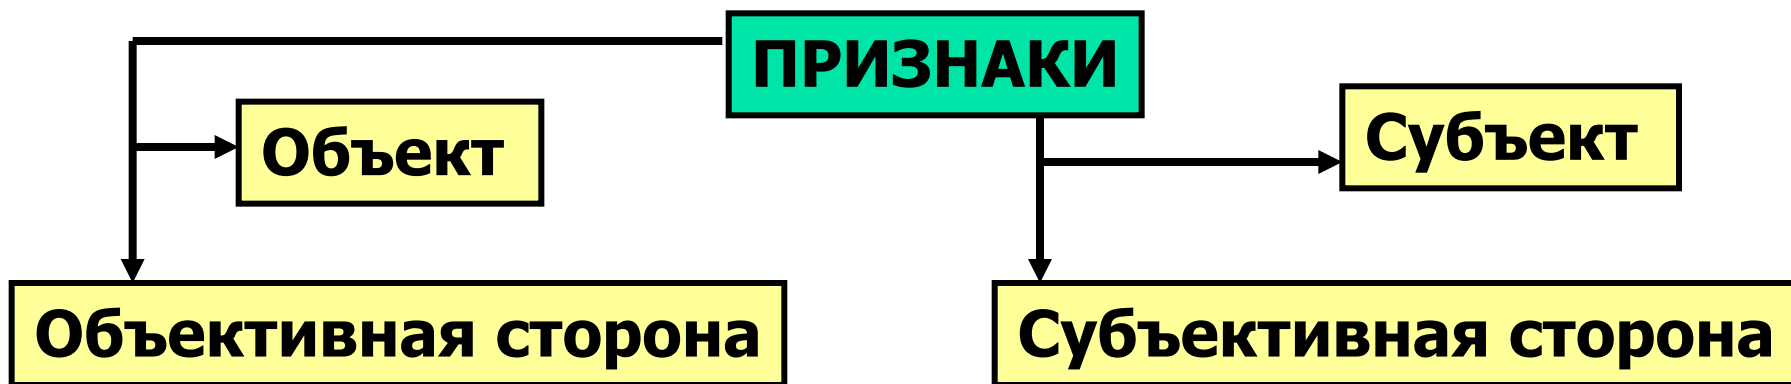 ПРИЗНАКИ
Объект
Субъект
Объективная сторона
Субъективная сторона